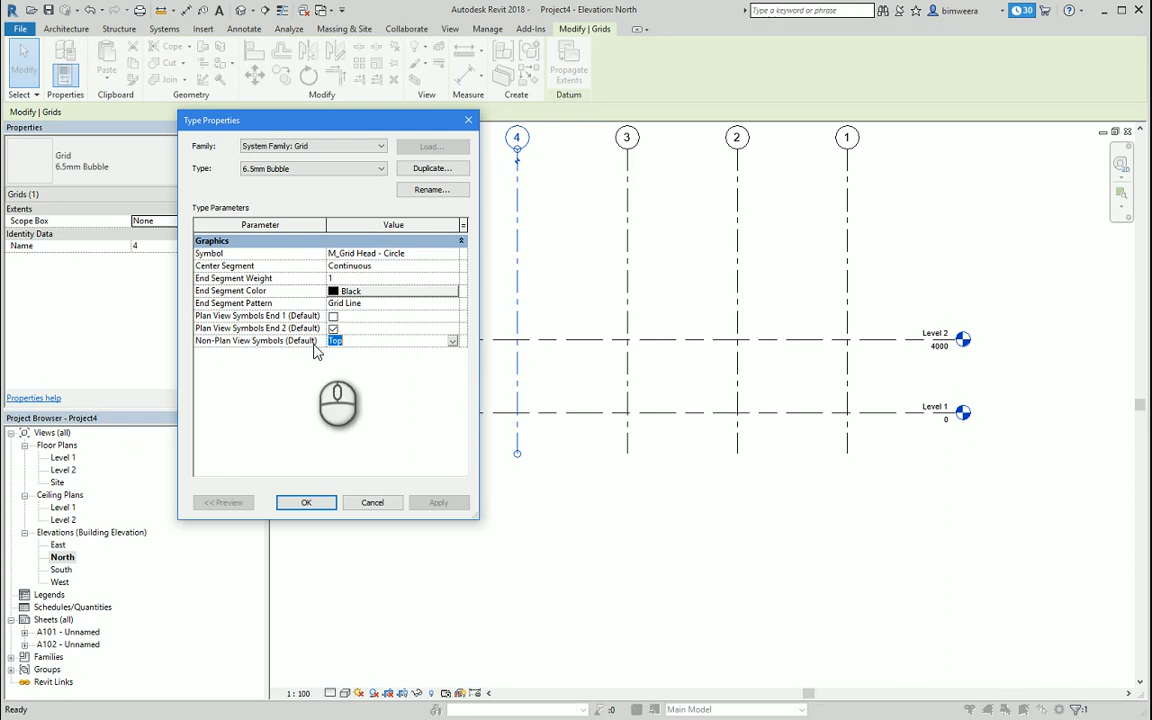 Autodesk Revit 2018 - Project4 - Elevation: North
Type a keyword or phrase
bimweera
30
File Architecture Structure Systems Insert Annotate Analyze Massing & Site Collaborate View Manage Add-Ins Modify | Grids
Modify
Paste
Cope
Cut
Join
Propagate Extents
Select Properties Clipboard Geometry Modify View Measure Create Datum
Modify | Grids
Properties
Grid
6.5mm Bubble
Grids (1)
Extents
Scope Box None
Identity Data
Name 4
Properties help
Type Properties
Family: System Family: Grid Load...
Type: 6.5mm Bubble Duplicate...
Rename...
Type Parameters
Parameter Value =
Graphics
Symbol M_Grid Head - Circle
Center Segment Continuous
End Segment Weight 1
End Segment Color Black
End Segment Pattern Grid Line
Plan View Symbols End 1 (Default)
Plan View Symbols End 2 (Default)
Non-Plan View Symbols (Default) Top
<< Preview OK Cancel Apply
4 3 2 1
Level 2
4000
Level 1
0
2D
Project Browser - Project4
Views (all)
Floor Plans
Level 1
Level 2
Site
Ceiling Plans
Level 1
Level 2
Elevations (Building Elevation)
East
North
South
West
Legends
Schedules/Quantities
Sheets (all)
A101 - Unnamed
A102 - Unnamed
Families
Groups
Revit Links
1 : 100
Ready
:0
Main Model
:1